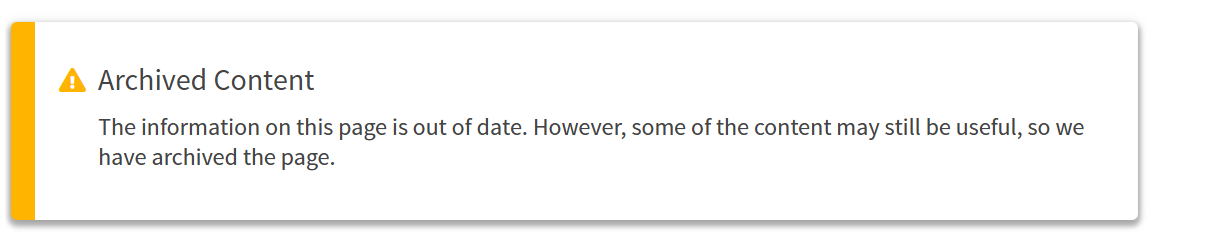 Archived Content
The information on this page is out of date. However, some of the content may still be useful, so we
have archived the page.